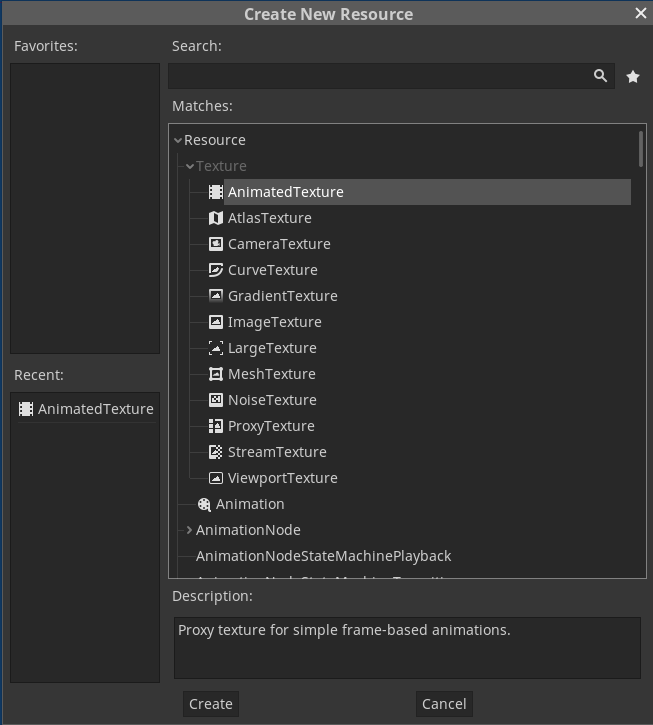 Create New Resource
Favorites:
Search:
Matches:
Resource
Texture
AnimatedTexture
AtlasTexture
CameraTexture
CurveTexture
GradientTexture
ImageTexture
LargeTexture
MeshTexture
NoiseTexture
ProxyTexture
StreamTexture
ViewportTexture
Animation
AnimationNode
AnimationNodeStateMachinePlayback
Recent:
AnimatedTexture
Description:
Proxy texture for simple frame-based animations.
Create
Cancel